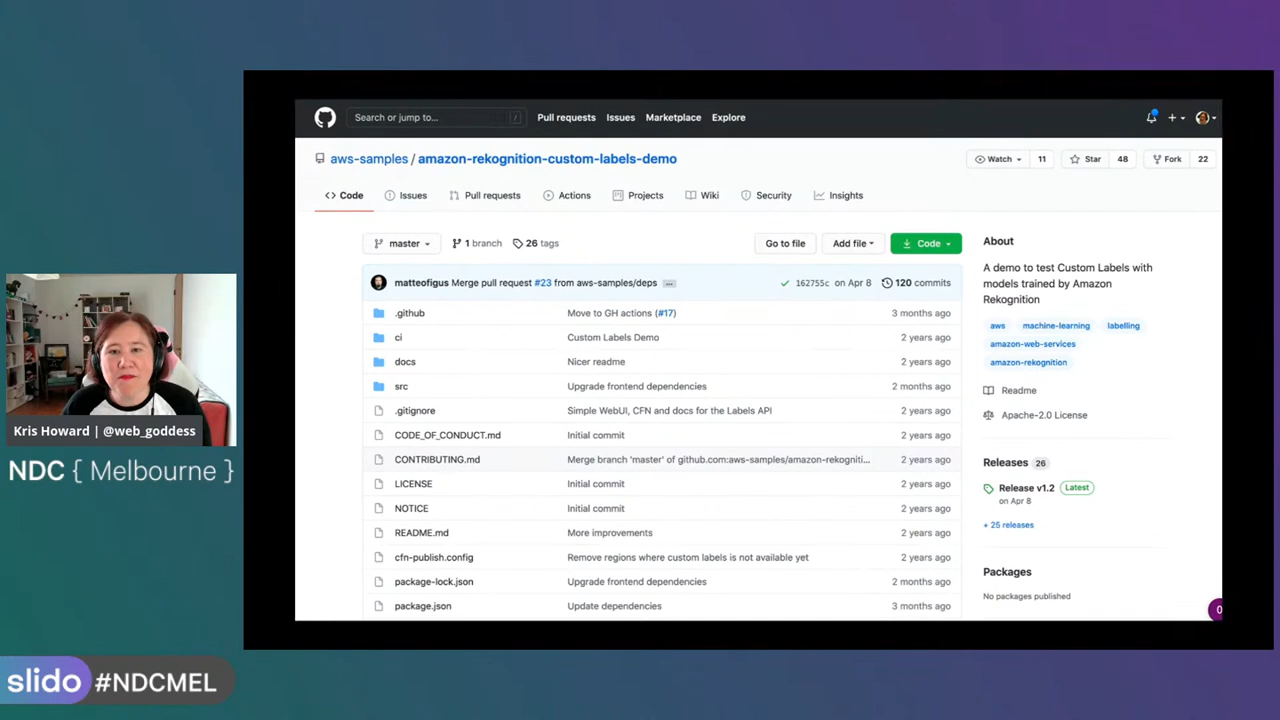 Search or jump to... /
Pull requests Issues Marketplace Explore
aws-samples / amazon-rekognition-custom-labels-demo
Watch 11 Star 48 Fork 22
Code Issues Pull requests Actions Projects Wiki Security Insights
master 1 branch 26 tags Go to file Add file Code
matteofigus Merge pull request #23 from aws-samples/deps ... 162755c on Apr 8 120 commits
.github Move to GH actions (#17) 3 months ago
ci Custom Labels Demo 2 years ago
docs Nicer readme 2 years ago
src Upgrade frontend dependencies 2 months ago
.gitignore Simple WebUI, CFN and docs for the Labels API 2 years ago
CODE_OF_CONDUCT.md Initial commit 2 years ago
CONTRIBUTING.md Merge branch 'master' of github.com:aws-samples/amazon-rekogniti... 2 years ago
LICENSE Initial commit 2 years ago
NOTICE Initial commit 2 years ago
README.md More improvements 2 years ago
cfn-publish.config Remove regions where custom labels is not available yet 2 years ago
package-lock.json Upgrade frontend dependencies 2 months ago
package.json Update dependencies 3 months ago
About
A demo to test Custom Labels with
models trained by Amazon
Rekognition
aws machine-learning labelling
amazon-web-services
amazon-rekognition
Readme
Apache-2.0 License
Releases 26
Release v1.2 Latest
on Apr 8
+ 25 releases
Packages
No packages published
0
Kris Howard | @web_goddess
NDC { Melbourne }
slido #NDCMEL